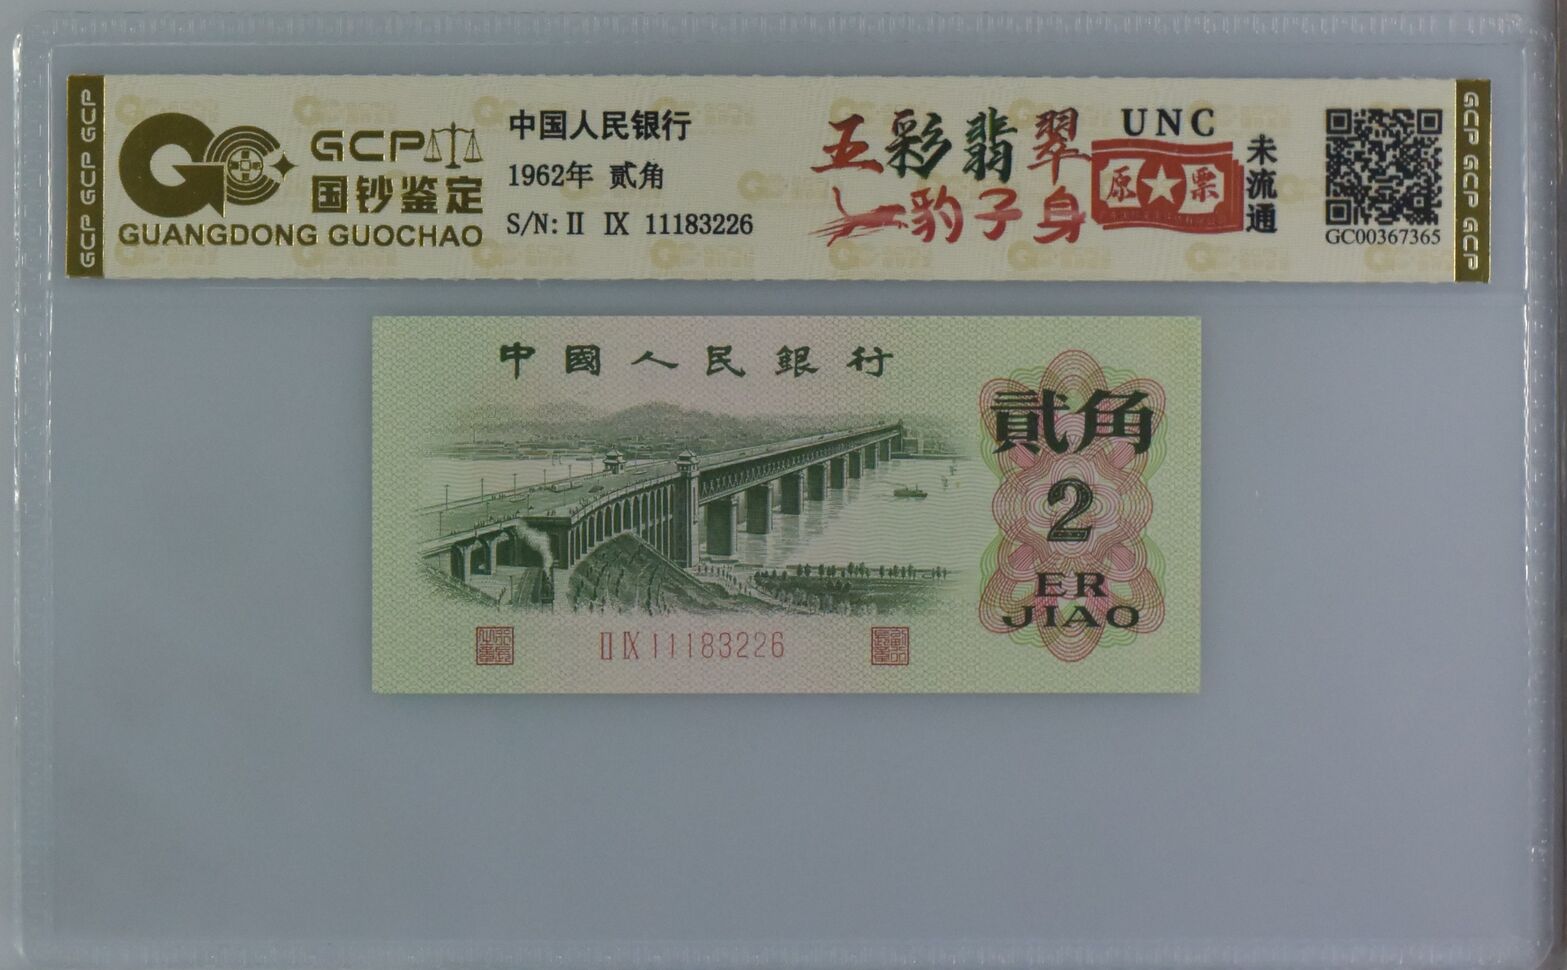 GCP GCP GCP
GCP
国钞鉴定
GUANGDONG GUOCHAO
中国人民银行
1962年 贰角
S/N: II IX 11183226
五彩翡翠
豹子身
UNC
原票
未流通
GC00367365
GCP GCP GCP
中國人民銀行
貳角
2
ER
JIAO
II IX 11183226